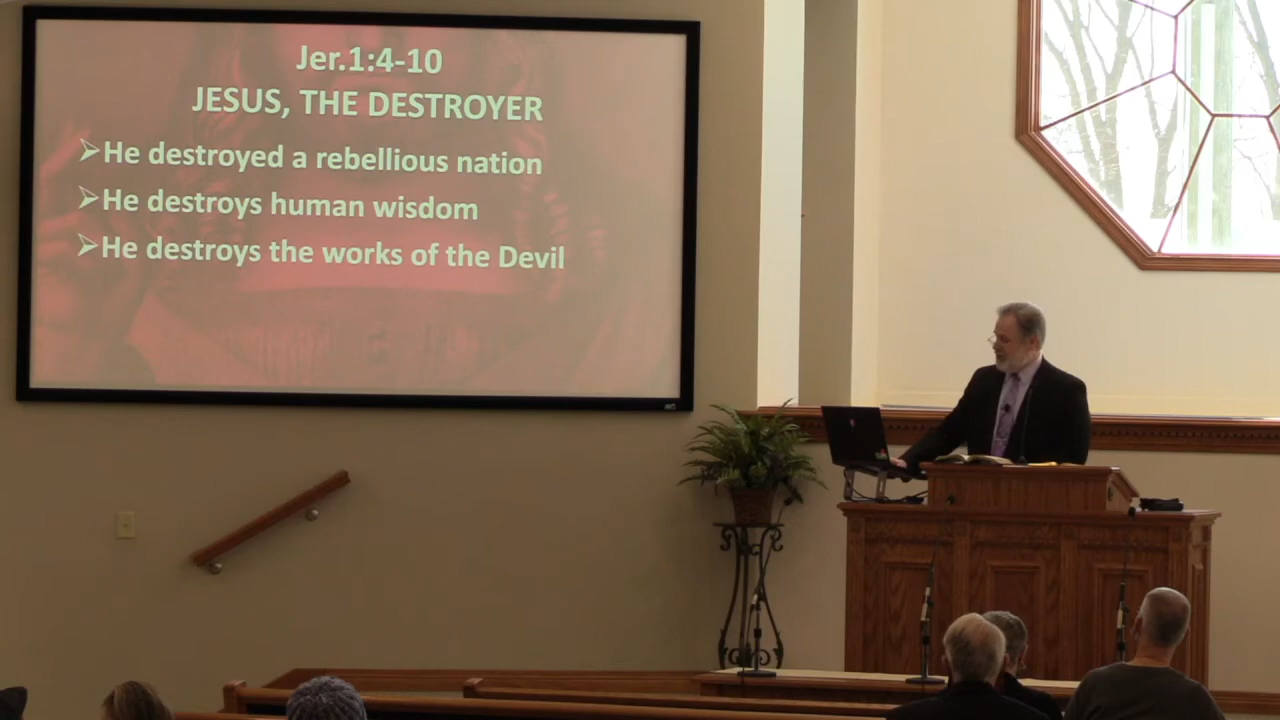 Jer.1:4-10
JESUS, THE DESTROYER
➢He destroyed a rebellious nation
➢He destroys human wisdom
➢He destroys the works of the Devil